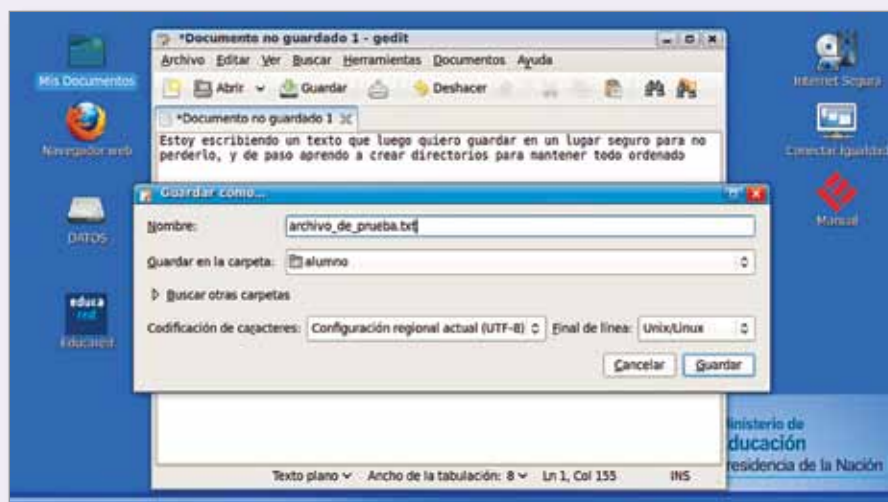 *Documento no guardado 1 - gedit
Archivo Editar Ver Buscar Herramientas Documentos Ayuda
Abrir Guardar Deshacer
*Documento no guardado 1
Estoy escribiendo un texto que luego quiero guardar en un lugar seguro para no
perderlo, y de paso aprendo a crear directorios para mantener todo ordenado
Guardar como...
Nombre: archivo_de_prueba.txt
Guardar en la carpeta: alumno
Buscar otras carpetas
Codificación de caracteres: Configuración regional actual (UTF-8) Final de línea: Unix/Linux
Cancelar Guardar
Texto plano Ancho de la tabulación: 8 Ln 1, Col 155 INS
Mis Documentos
Navegador web
DATOS
educa
red
Educared
Internet Segura
Conectar Igualdad
Manual
inisterio de
ducación
residencia de la Nación